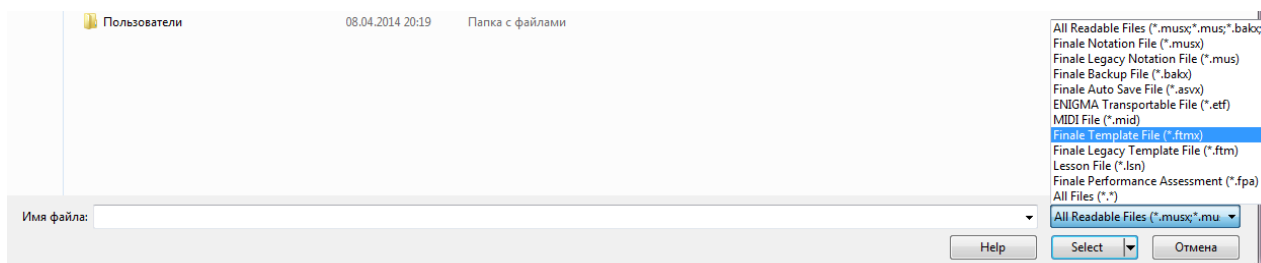 Пользователи 08.04.2014 20:19 Папка с файлами
All Readable Files (*.musx;*.mus;*.bakx;
Finale Notation File (*.musx)
Finale Legacy Notation File (*.mus)
Finale Backup File (*.bakx)
Finale Auto Save File (*.asvx)
ENIGMA Transportable File (*.etf)
MIDI File (*.mid)
Finale Template File (*.ftmx)
Finale Legacy Template File (*.ftm)
Lesson File (*.lsn)
Finale Performance Assessment (*.fpa)
All Files (*.*)
Имя файла: All Readable Files (*.musx;*.mu
Help Select Отмена